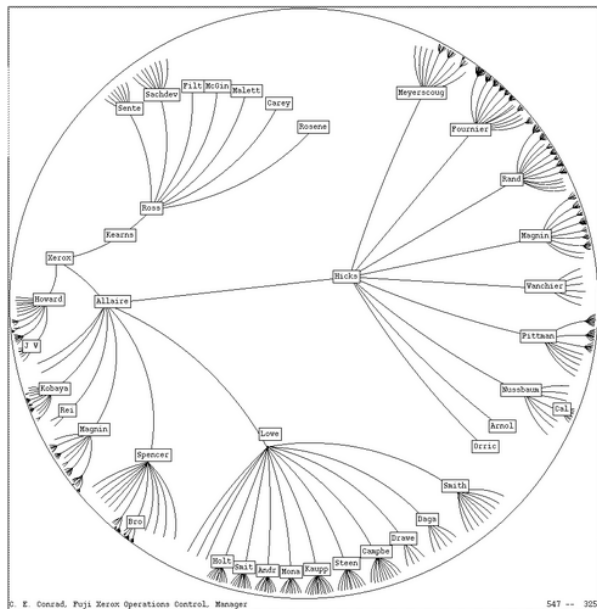 Meyerscoug
Filt
McGin
Malett
Sachdev
Carey
Sente
Rosene
Fournier
Rand
Ross
Kearns
Magnin
Xerox
Hicks
Vanchier
Howard
Allaire
Pittman
J V
Kobaya
Nussbaum
Rei
Cal
Magnin
Arnol
Love
Orric
Spencer
Smith
Bro
Daga
Drawe
Campbe
Holt
Smit
Andr
Mona
Kaupp
Steen
C. E. Conrad, Fuji Xerox Operations Control, Manager
547 -- 325